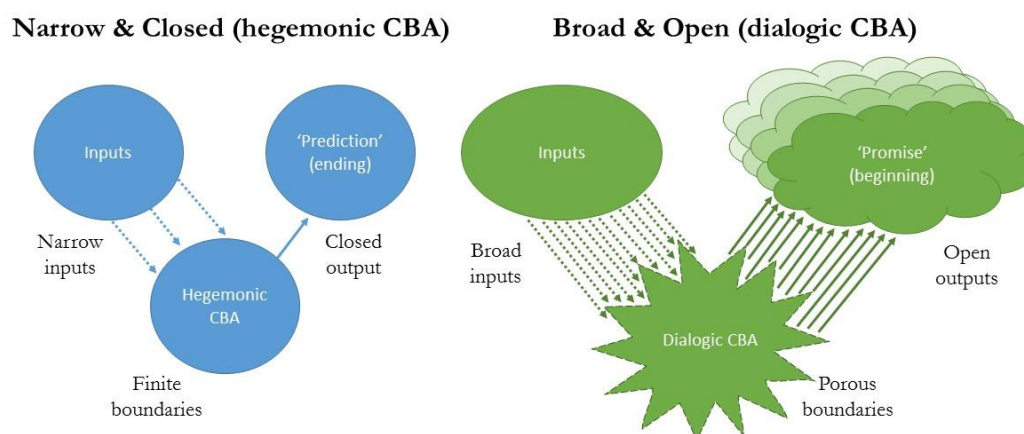 Narrow & Closed (hegemonic CBA)
Inputs
‘Prediction’
(ending)
Narrow
inputs
Closed
output
Hegemonic
CBA
Finite
boundaries
Broad & Open (dialogic CBA)
Inputs
‘Promise’
(beginning)
Broad
inputs
Open
outputs
Dialogic CBA
Porous
boundaries